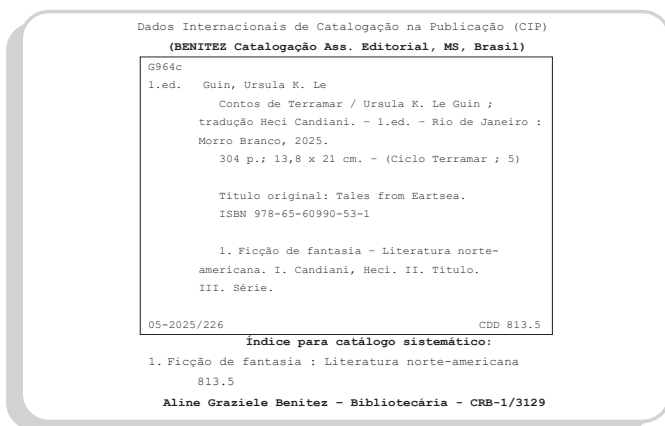 Dados Internacionais de Catalogação na Publicação (CIP)
(BENITEZ Catalogação Ass. Editorial, MS, Brasil)
G964c
1.ed. Guin, Ursula K. Le
Contos de Terramar / Ursula K. Le Guin ;
tradução Heci Candiani. – 1.ed. – Rio de Janeiro :
Morro Branco, 2025.
304 p.; 13,8 x 21 cm. – (Ciclo Terramar ; 5)
Título original: Tales from Eartsea.
ISBN 978-65-60990-53-1
1. Ficção de fantasia – Literatura norte-
americana. I. Candiani, Heci. II. Título.
III. Série.
05-2025/226 CDD 813.5
Índice para catálogo sistemático:
1. Ficção de fantasia : Literatura norte-americana
813.5
Aline Graziele Benitez – Bibliotecária - CRB-1/3129